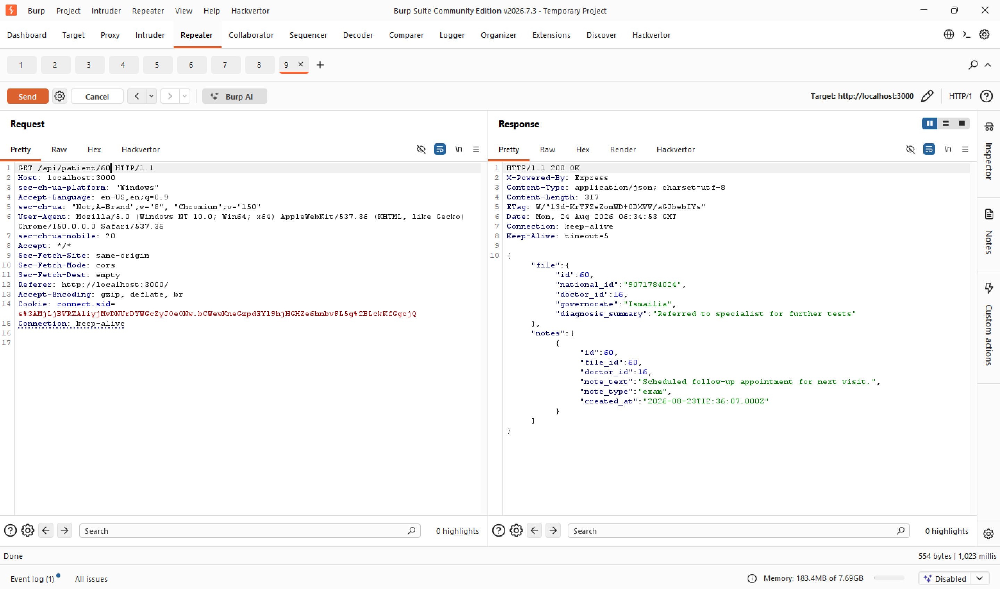 Burp Project Intruder Repeater View Help Hackvertor
Burp Suite Community Edition v2026.7.3 - Temporary Project
Dashboard Target Proxy Intruder Repeater Collaborator Sequencer Decoder Comparer Logger Organizer Extensions Discover Hackvertor
1 2 3 4 5 6 7 8 9
Send Cancel Burp AI
Target: http://localhost:3000 HTTP/1
Request
Pretty Raw Hex Hackvertor \n
1 GET /api/patient/60 HTTP/1.1
2 Host: localhost:3000
3 sec-ch-ua-platform: "Windows"
4 Accept-Language: en-US,en;q=0.9
5 sec-ch-ua: "Not;A=Brand";v="8", "Chromium";v="150"
6 User-Agent: Mozilla/5.0 (Windows NT 10.0; Win64; x64) AppleWebKit/537.36 (KHTML, like Gecko)
Chrome/150.0.0.0 Safari/537.36
7 sec-ch-ua-mobile: ?0
8 Accept: */*
9 Sec-Fetch-Site: same-origin
10 Sec-Fetch-Mode: cors
11 Sec-Fetch-Dest: empty
12 Referer: http://localhost:3000/
13 Accept-Encoding: gzip, deflate, br
14 Cookie: connect.sid=
s%3AMjLjBVRZAliyjMvDNUrDYWGcZyJ0e0Nw.bCWewKneGzpdEYl9hjHGHZe6hnbvFL5g%2BLckKfGgcjQ
15 Connection: keep-alive
16
17
Response
Pretty Raw Hex Render Hackvertor \n
1 HTTP/1.1 200 OK
2 X-Powered-By: Express
3 Content-Type: application/json; charset=utf-8
4 Content-Length: 317
5 ETag: W/"13d-KrYFZeZomWD+ODXVV/aGJbebIYs"
6 Date: Mon, 24 Aug 2026 06:34:53 GMT
7 Connection: keep-alive
8 Keep-Alive: timeout=5
9
10 {
"file":{
"id":60,
"national_id":"9071784024",
"doctor_id":16,
"governorate":"Ismailia",
"diagnosis_summary":"Referred to specialist for further tests"
},
"notes":[
{
"id":60,
"file_id":60,
"doctor_id":16,
"note_text":"Scheduled follow-up appointment for next visit.",
"note_type":"exam",
"created_at":"2026-08-23T12:36:07.000Z"
}
]
}
Inspector
Notes
Custom actions
Search 0 highlights
Search 0 highlights
Done
554 bytes | 1,023 millis
Event log (1) All issues
Memory: 183.4MB of 7.69GB
Disabled